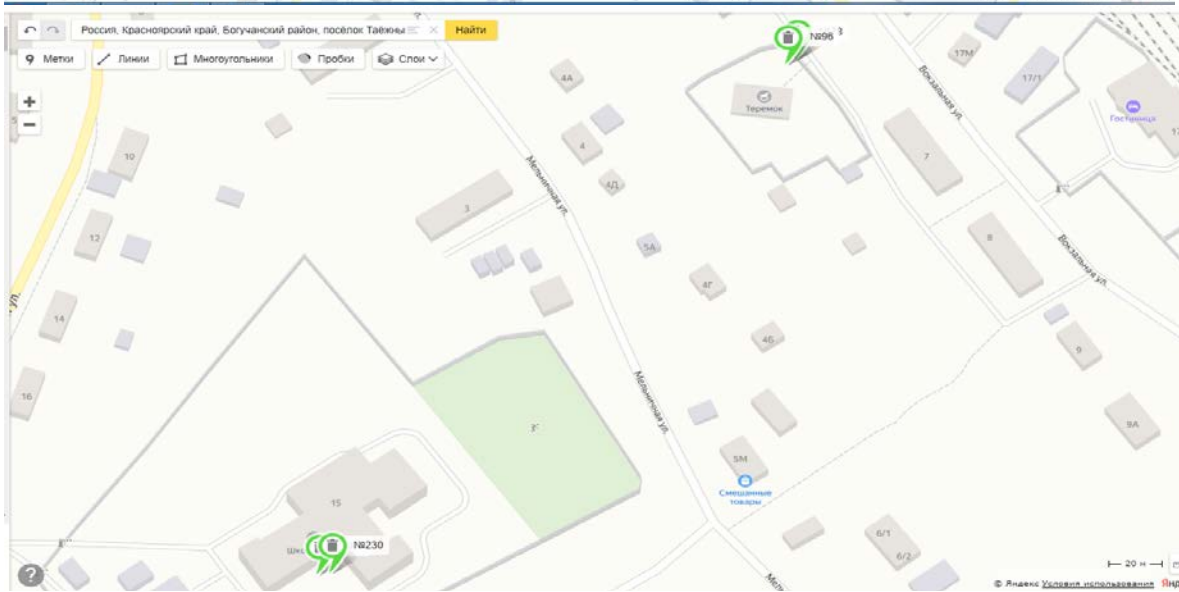 Россия, Красноярский край, Богучанский район, посёлок Таёжны
Найти
Метки
Линии
Многоугольники
Пробки
Слои
№96
17М
17/1
4А
Теремок
Вокзальная ул.
Гостиница
10
4
7
Мельничная ул.
4Д
3
12
5А
8
Вокзальная ул.
4Г
14
4Б
9
16
Мельничная ул.
9А
5М
Смешанные
товары
15
6/1
№230
6/2
20 м
© Яндекс Условия использования